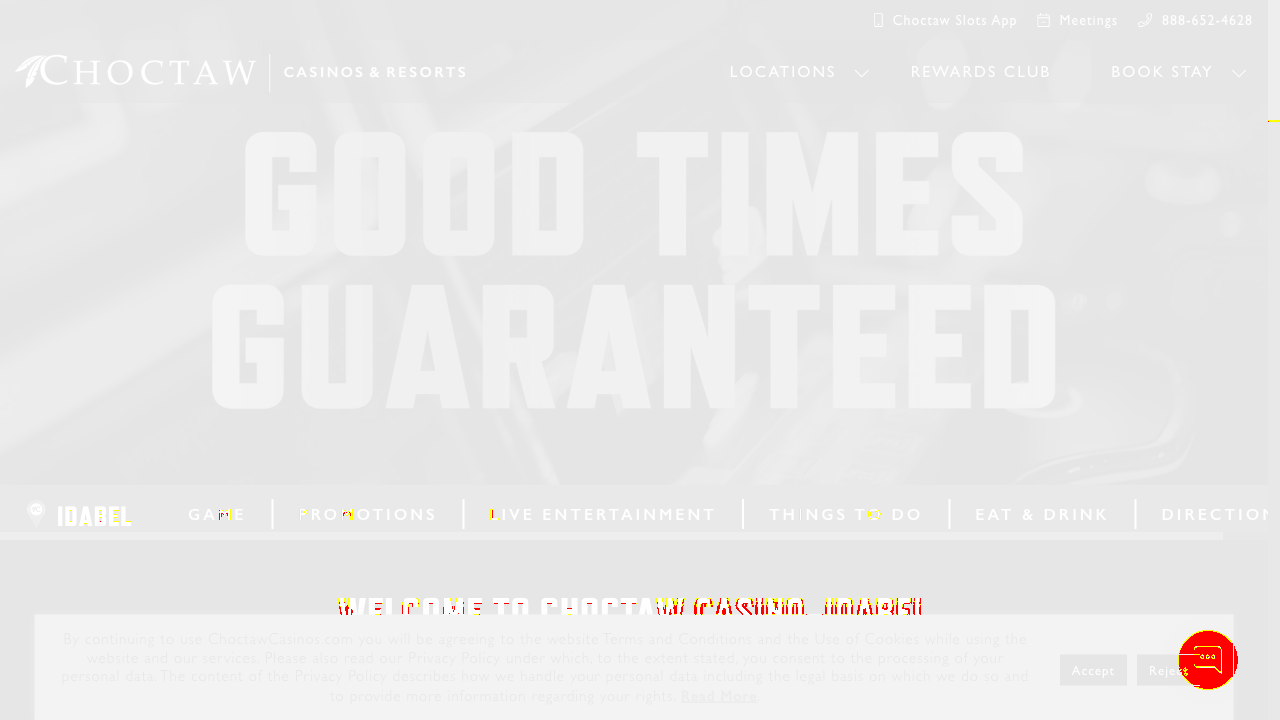 Choctaw Slots App Meetings 888-652-4628
CHOCTAW CASINOS & RESORTS LOCATIONS REWARDS CLUB BOOK STAY
GOOD TIMES
GUARANTEED
IDABEL GAME PROMOTIONS LIVE ENTERTAINMENT THINGS TO DO EAT & DRINK DIRECTION
WELCOME TO CHOCTAW CASINO, IDABEL
By continuing to use ChoctawCasinos.com you will be agreeing to the website Terms and Conditions and the Use of Cookies while using the
website and our services. Please also read our Privacy Policy under which, to the extent stated, you consent to the processing of your
personal data. The content of the Privacy Policy describes how we handle your personal data including the legal basis on which we do so and
to provide more information regarding your rights. Read More.
Accept Reject